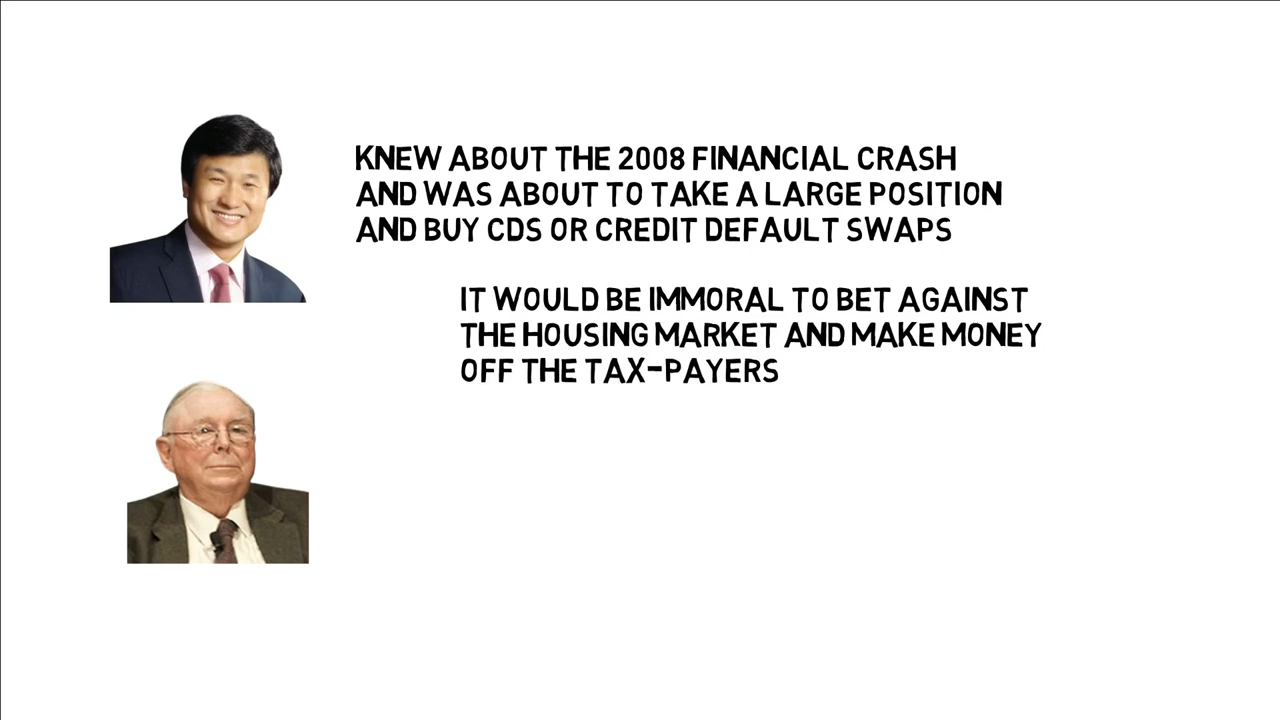 KNEW ABOUT THE 2008 FINANCIAL CRASH
AND WAS ABOUT TO TAKE A LARGE POSITION
AND BUY CDS OR CREDIT DEFAULT SWAPS
IT WOULD BE IMMORAL TO BET AGAINST
THE HOUSING MARKET AND MAKE MONEY
OFF THE TAX-PAYERS